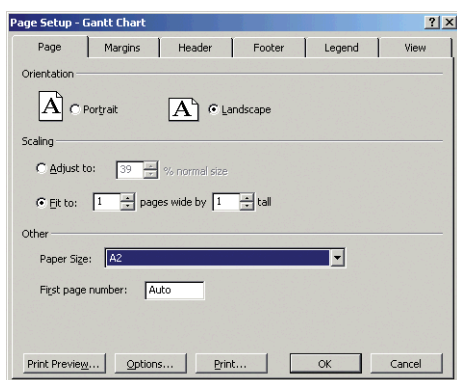 Page Setup - Gantt Chart
Page Margins Header Footer Legend View
Orientation
A Portrait A Landscape
Scaling
Adjust to: 39 % normal size
Fit to: 1 pages wide by 1 tall
Other
Paper Size: A2
First page number: Auto
Print Preview... Options... Print... OK Cancel